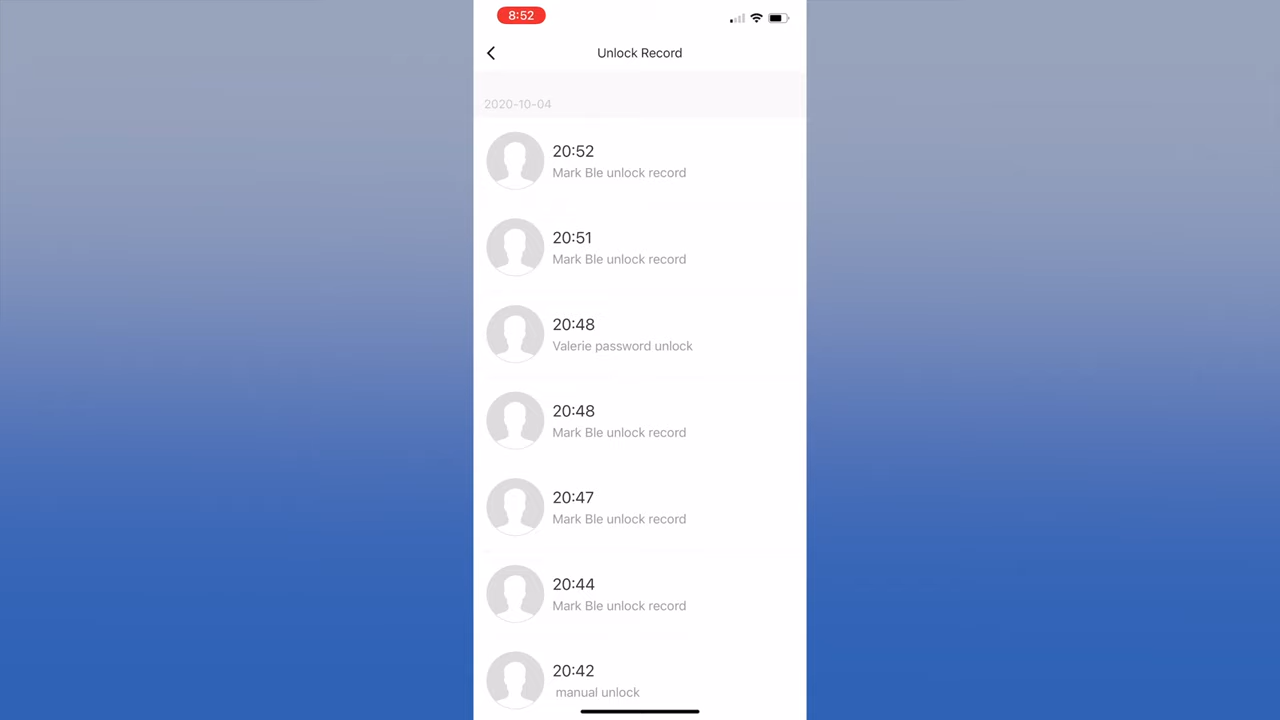 8:52
Unlock Record
2020-10-04
20:52
Mark Ble unlock record
20:51
Mark Ble unlock record
20:48
Valerie password unlock
20:48
Mark Ble unlock record
20:47
Mark Ble unlock record
20:44
Mark Ble unlock record
20:42
manual unlock